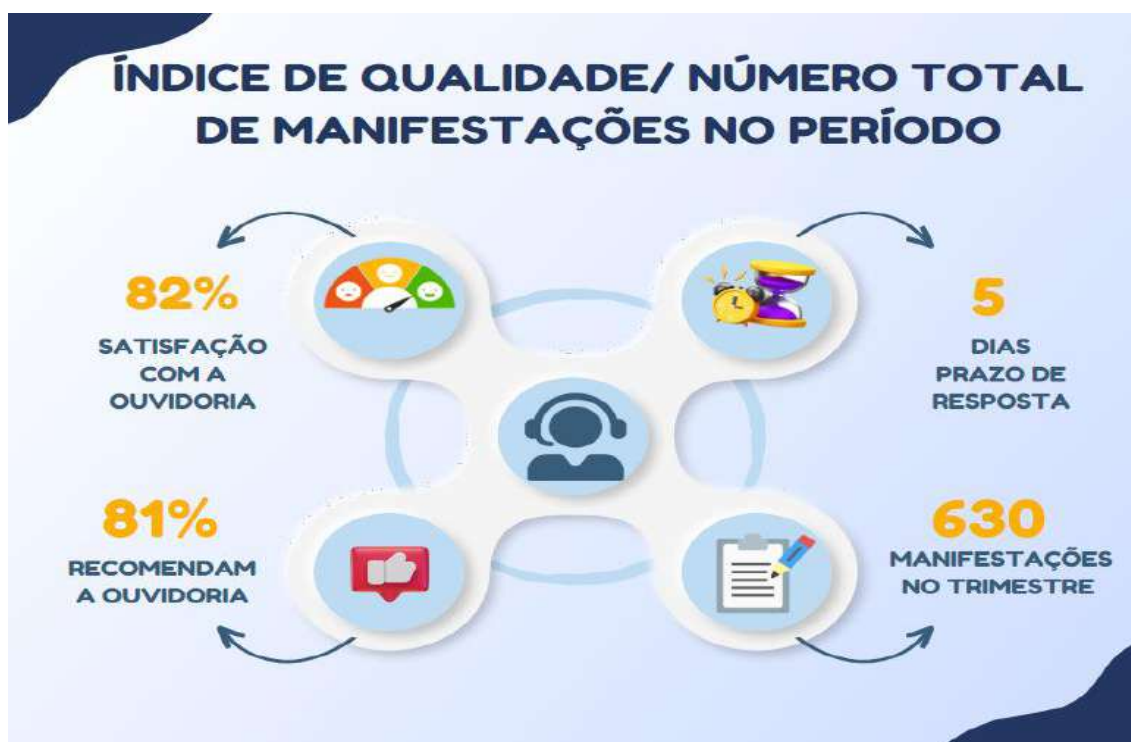 ÍNDICE DE QUALIDADE/ NÚMERO TOTAL
DE MANIFESTAÇÕES NO PERÍODO
82%
SATISFAÇÃO
COM A
OUVIDORIA
5
DIAS
PRAZO DE
RESPOSTA
81%
RECOMENDAM
A OUVIDORIA
630
MANIFESTAÇÕES
NO TRIMESTRE